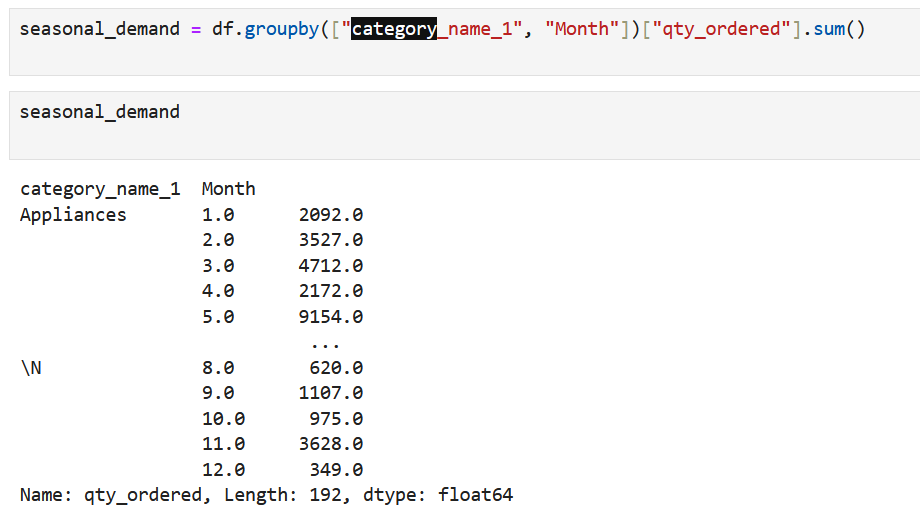 seasonal_demand = df.groupby(["category_name_1", "Month"])["qty_ordered"].sum()
seasonal_demand
category_name_1  Month
Appliances       1.0      2092.0
                 2.0      3527.0
                 3.0      4712.0
                 4.0      2172.0
                 5.0      9154.0
                           ...
\N               8.0       620.0
                 9.0      1107.0
                 10.0      975.0
                 11.0     3628.0
                 12.0      349.0
Name: qty_ordered, Length: 192, dtype: float64